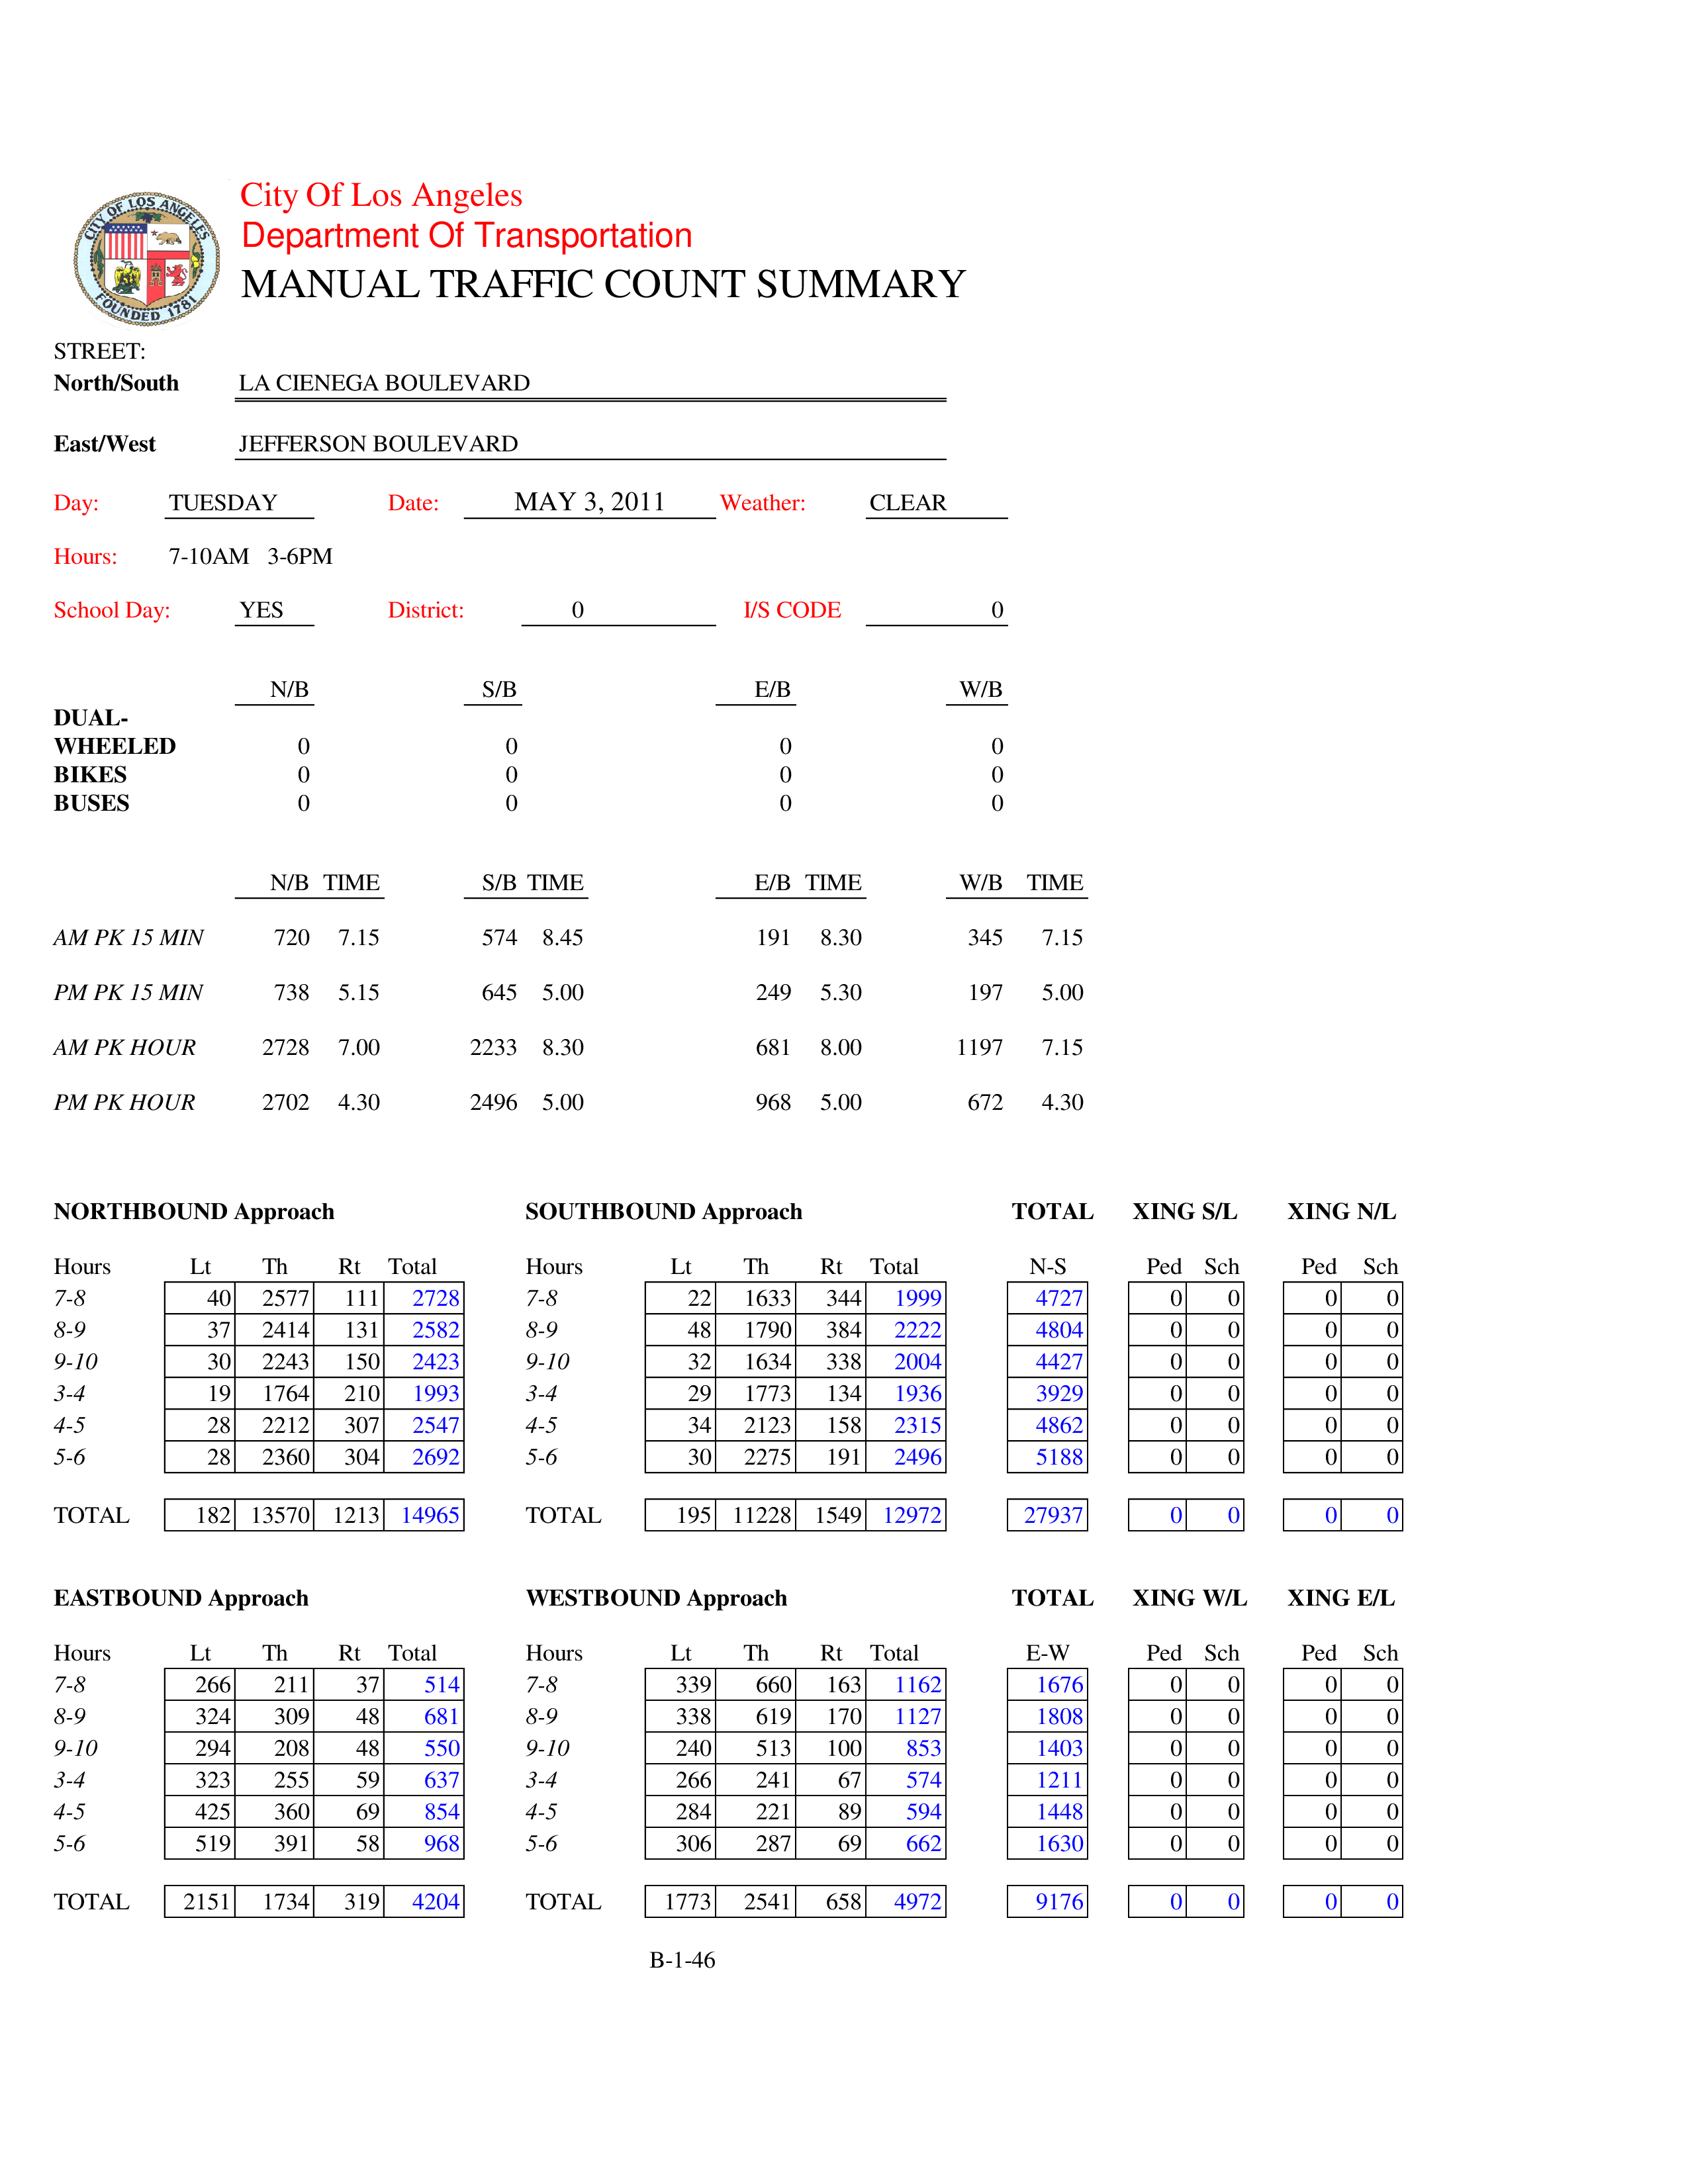 City Of Los Angeles
Department Of Transportation
MANUAL TRAFFIC COUNT SUMMARY
CITY OF LOS ANGELES
FOUNDED 1781
STREET:
North/South LA CIENEGA BOULEVARD
East/West JEFFERSON BOULEVARD
Day: TUESDAY Date: MAY 3, 2011 Weather: CLEAR
Hours: 7-10AM 3-6PM
School Day: YES District: 0 I/S CODE 0
N/B S/B E/B W/B
DUAL-
WHEELED 0 0 0 0
BIKES 0 0 0 0
BUSES 0 0 0 0
N/B TIME S/B TIME E/B TIME W/B TIME
AM PK 15 MIN 720 7.15 574 8.45 191 8.30 345 7.15
PM PK 15 MIN 738 5.15 645 5.00 249 5.30 197 5.00
AM PK HOUR 2728 7.00 2233 8.30 681 8.00 1197 7.15
PM PK HOUR 2702 4.30 2496 5.00 968 5.00 672 4.30
NORTHBOUND Approach SOUTHBOUND Approach TOTAL XING S/L XING N/L
Hours Lt Th Rt Total Hours Lt Th Rt Total N-S Ped Sch Ped Sch
7-8 40 2577 111 2728 7-8 22 1633 344 1999 4727 0 0 0 0
8-9 37 2414 131 2582 8-9 48 1790 384 2222 4804 0 0 0 0
9-10 30 2243 150 2423 9-10 32 1634 338 2004 4427 0 0 0 0
3-4 19 1764 210 1993 3-4 29 1773 134 1936 3929 0 0 0 0
4-5 28 2212 307 2547 4-5 34 2123 158 2315 4862 0 0 0 0
5-6 28 2360 304 2692 5-6 30 2275 191 2496 5188 0 0 0 0
TOTAL 182 13570 1213 14965 TOTAL 195 11228 1549 12972 27937 0 0 0 0
EASTBOUND Approach WESTBOUND Approach TOTAL XING W/L XING E/L
Hours Lt Th Rt Total Hours Lt Th Rt Total E-W Ped Sch Ped Sch
7-8 266 211 37 514 7-8 339 660 163 1162 1676 0 0 0 0
8-9 324 309 48 681 8-9 338 619 170 1127 1808 0 0 0 0
9-10 294 208 48 550 9-10 240 513 100 853 1403 0 0 0 0
3-4 323 255 59 637 3-4 266 241 67 574 1211 0 0 0 0
4-5 425 360 69 854 4-5 284 221 89 594 1448 0 0 0 0
5-6 519 391 58 968 5-6 306 287 69 662 1630 0 0 0 0
TOTAL 2151 1734 319 4204 TOTAL 1773 2541 658 4972 9176 0 0 0 0
B-1-46